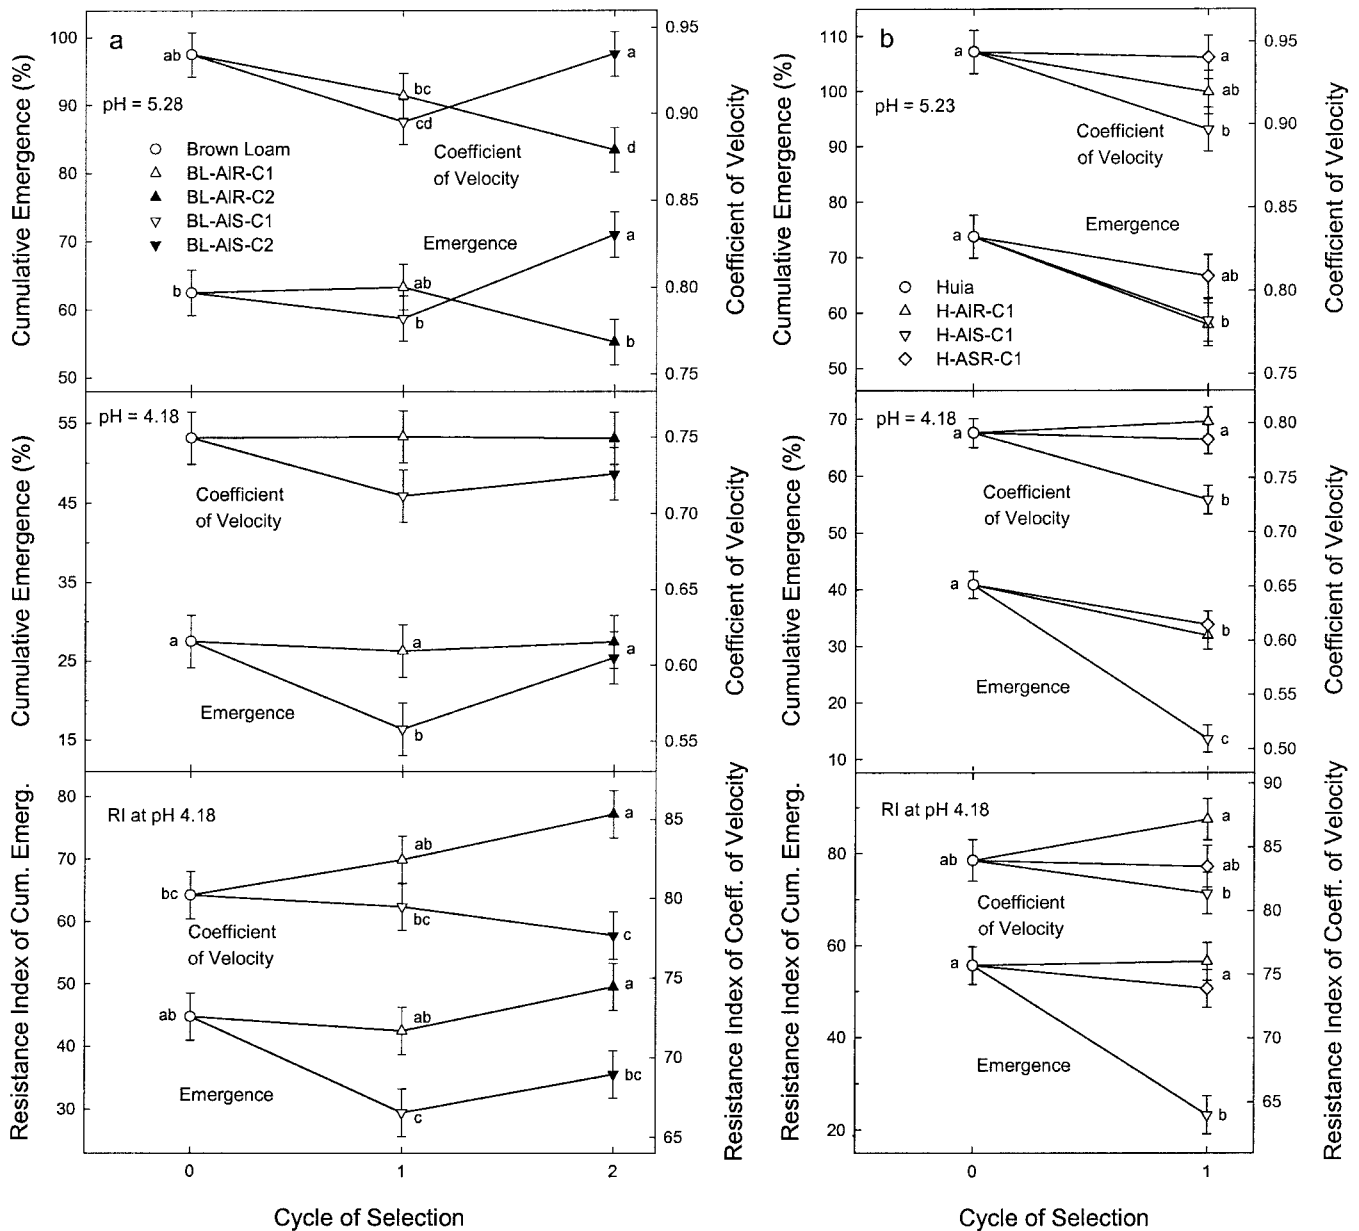 a
Cumulative Emergence (%)
100
90
80
70
60
50
0.95
0.90
0.85
0.80
0.75
Coefficient of Velocity
pH = 5.28
Brown Loam
BL-AIR-C1
BL-AIR-C2
BL-AIS-C1
BL-AIS-C2
Coefficient
of Velocity
Emergence
ab
bc
cd
a
d
b
ab
b
a
b
pH = 4.18
Cumulative Emergence (%)
55
45
35
25
15
0.75
0.70
0.65
0.60
0.55
Coefficient of Velocity
Coefficient
of Velocity
Emergence
a
a
b
a
RI at pH 4.18
Resistance Index of Cum. Emerg.
80
70
60
50
40
30
85
80
75
70
65
Resistance Index of Coeff. of Velocity
Coefficient
of Velocity
Emergence
bc
ab
bc
a
c
ab
ab
c
a
bc
0
1
2
Cycle of Selection
b
Cumulative Emergence (%)
110
100
90
80
70
60
50
0.95
0.90
0.85
0.80
0.75
Coefficient of Velocity
pH = 5.23
Coefficient
of Velocity
Emergence
Huia
H-AIR-C1
H-AIS-C1
H-ASR-C1
a
a
ab
b
a
ab
b
pH = 4.18
Cumulative Emergence (%)
70
60
50
40
30
20
10
0.80
0.75
0.70
0.65
0.60
0.55
0.50
Coefficient of Velocity
Coefficient
of Velocity
Emergence
a
a
b
a
b
c
RI at pH 4.18
Resistance Index of Cum. Emerg.
80
70
60
50
40
30
20
90
85
80
75
70
65
Resistance Index of Coeff. of Velocity
Coefficient
of Velocity
Emergence
ab
a
ab
b
a
a
b
0
1
Cycle of Selection